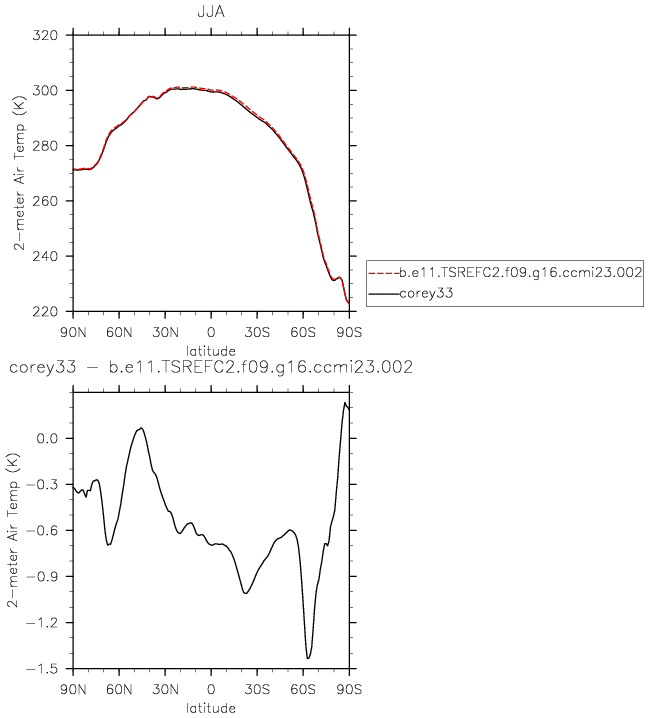 JJA
2-meter Air Temp (K)
320
300
280
260
240
220
90N 60N 30N 0 30S 60S 90S
latitude
b.e11.TSREFC2.f09.g16.ccmi23.002
corey33
corey33 - b.e11.TSREFC2.f09.g16.ccmi23.002
2-meter Air Temp (K)
0.0
-0.3
-0.6
-0.9
-1.2
-1.5
90N 60N 30N 0 30S 60S 90S
latitude